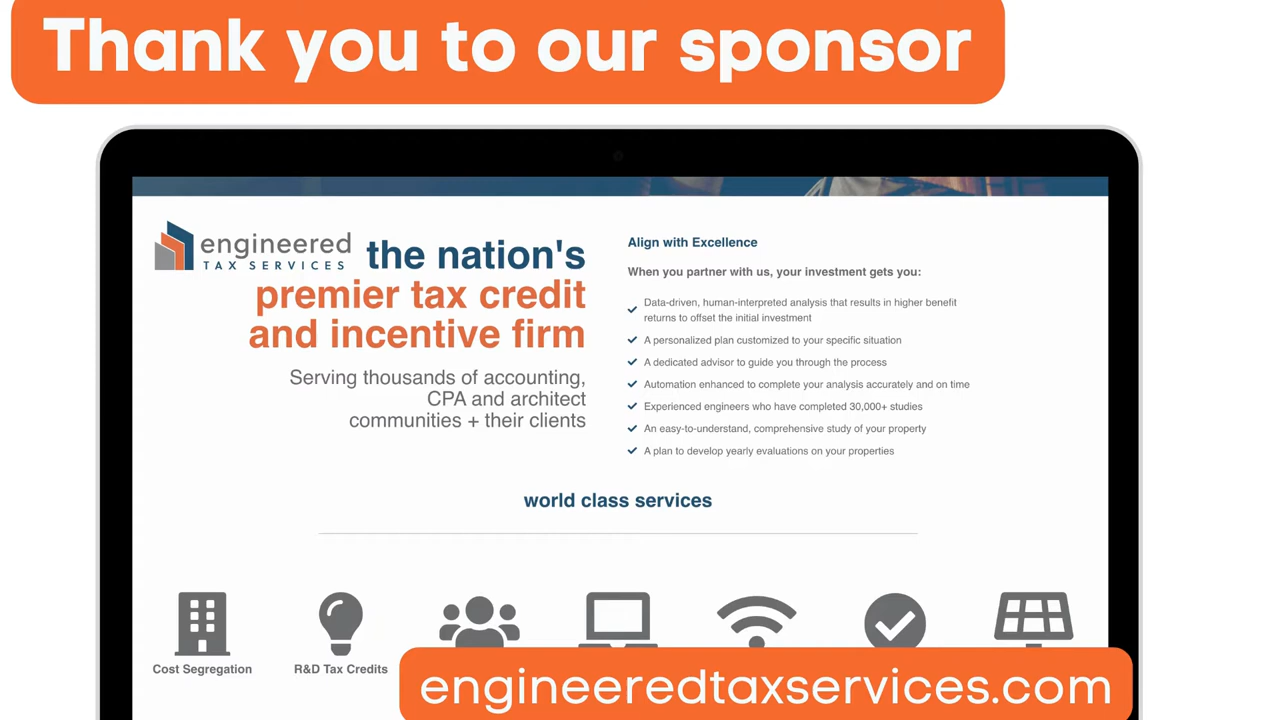 Thank you to our sponsor
engineered
TAX SERVICES
the nation's
premier tax credit
and incentive firm
Serving thousands of accounting,
CPA and architect
communities + their clients
Align with Excellence
When you partner with us, your investment gets you:
Data-driven, human-interpreted analysis that results in higher benefit
returns to offset the initial investment
A personalized plan customized to your specific situation
A dedicated advisor to guide you through the process
Automation enhanced to complete your analysis accurately and on time
Experienced engineers who have completed 30,000+ studies
An easy-to-understand, comprehensive study of your property
A plan to develop yearly evaluations on your properties
world class services
Cost Segregation
R&D Tax Credits
engineeredtaxservices.com